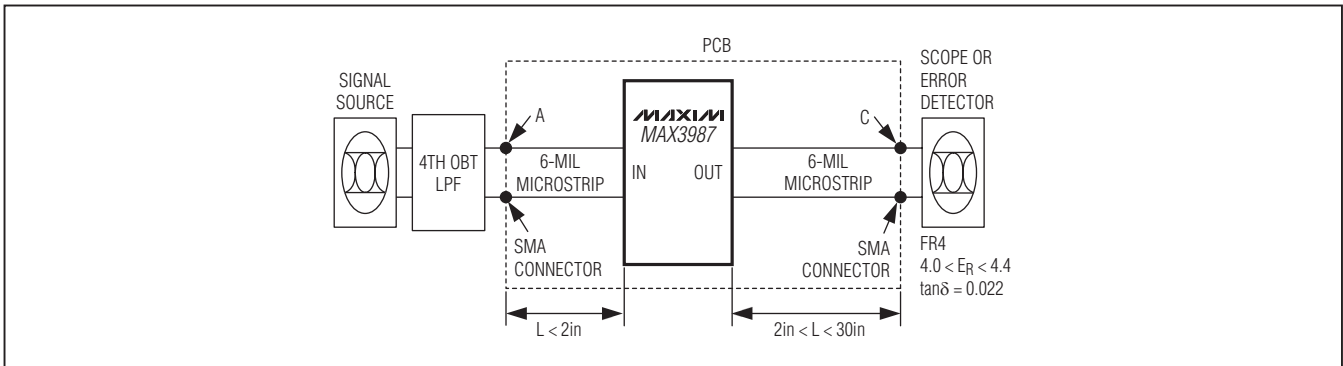 PCB
SIGNAL
SOURCE
4TH OBT
LPF
A
6-MIL
MICROSTRIP
SMA
CONNECTOR
MAXIM
MAX3987
IN OUT
6-MIL
MICROSTRIP
C
SMA
CONNECTOR
SCOPE OR
ERROR
DETECTOR
FR4
4.0 < ER < 4.4
tanδ = 0.022
L < 2in
2in < L < 30in